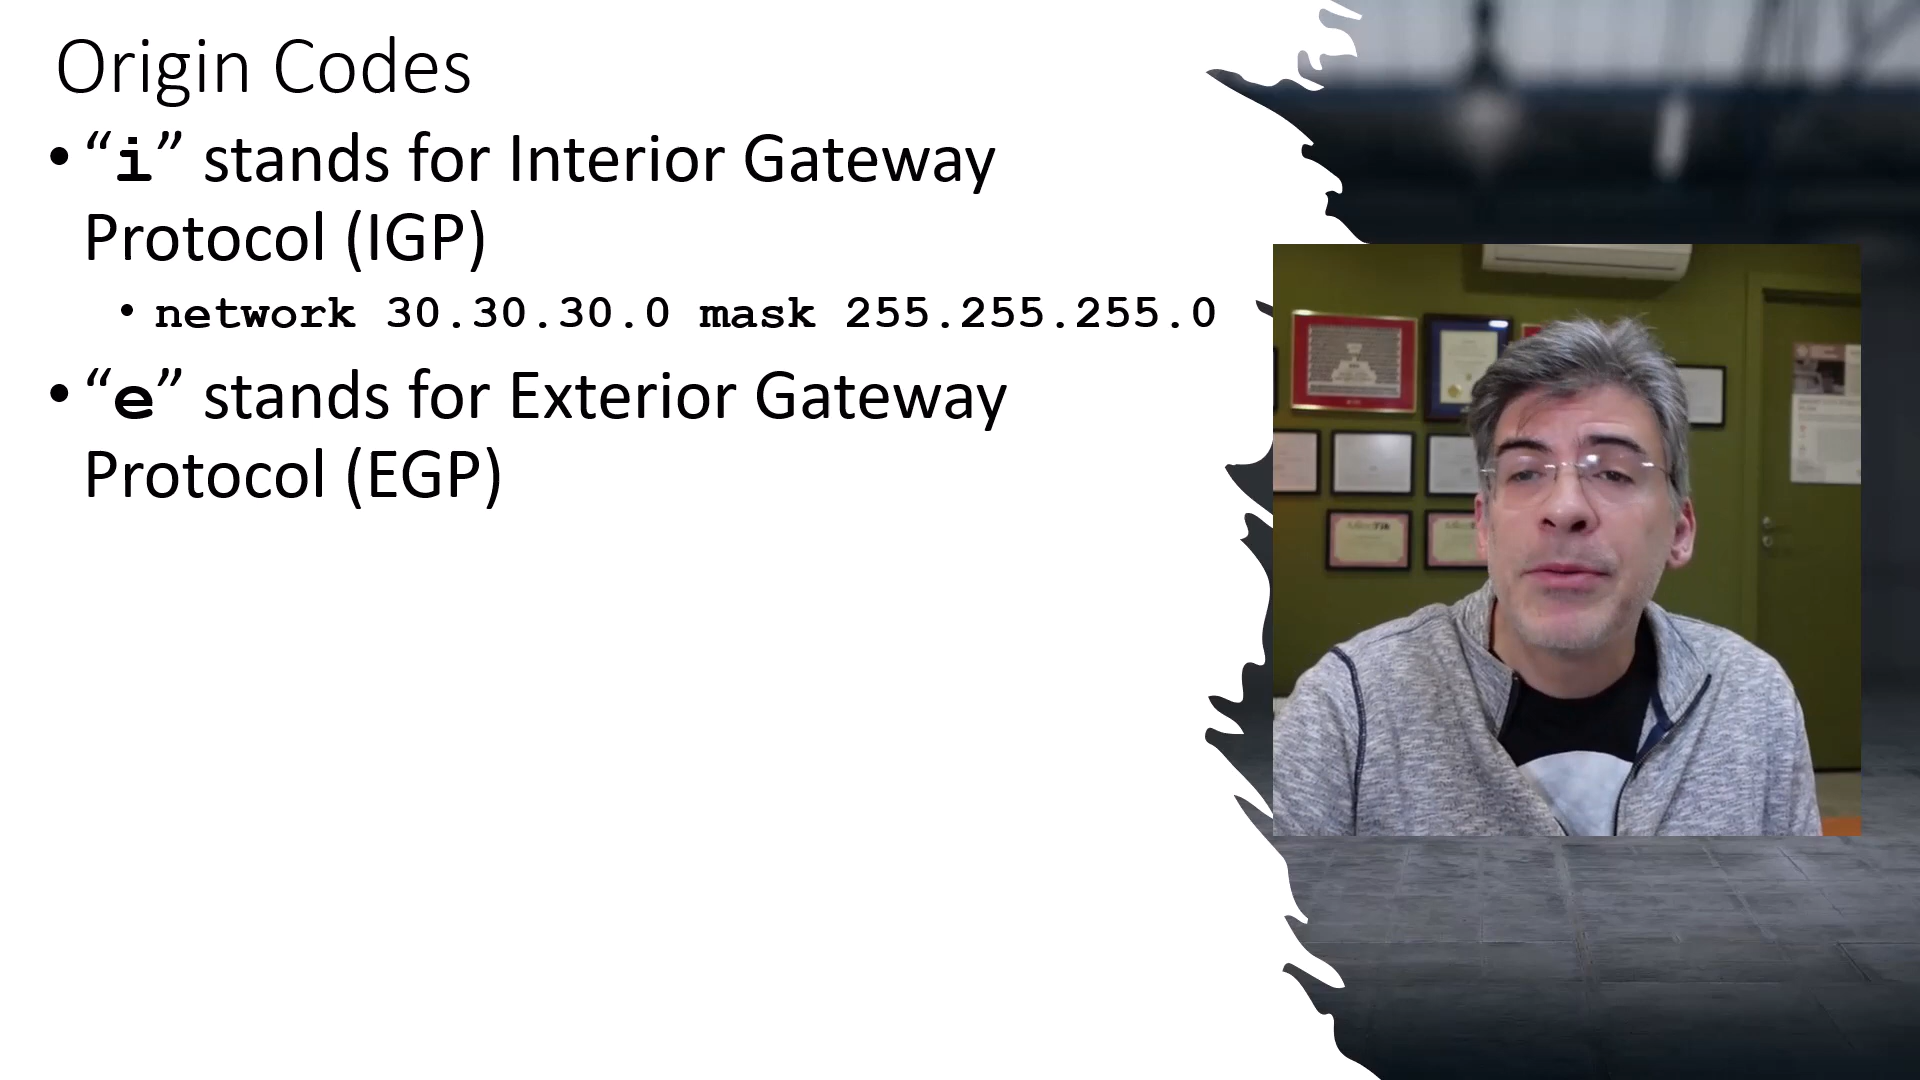 Origin Codes
• “i” stands for Interior Gateway
Protocol (IGP)
• network 30.30.30.0 mask 255.255.255.0
• “e” stands for Exterior Gateway
Protocol (EGP)